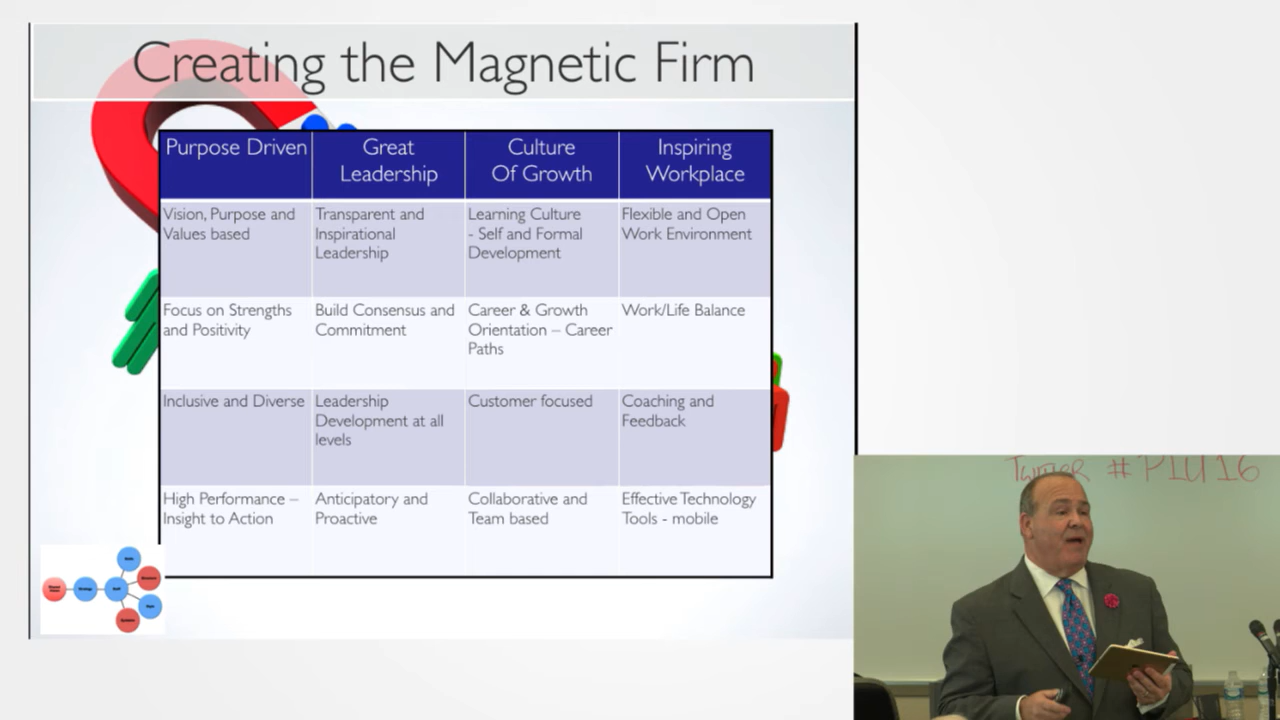 Creating the Magnetic Firm
Purpose Driven
Great
Leadership
Culture
Of Growth
Inspiring
Workplace
Vision, Purpose and
Values based
Transparent and
Inspirational
Leadership
Learning Culture
- Self and Formal
Development
Flexible and Open
Work Environment
Focus on Strengths
and Positivity
Build Consensus and
Commitment
Career & Growth
Orientation – Career
Paths
Work/Life Balance
Inclusive and Diverse
Leadership
Development at all
levels
Customer focused
Coaching and
Feedback
High Performance –
Insight to Action
Anticipatory and
Proactive
Collaborative and
Team based
Effective Technology
Tools - mobile
Strategy
Staff
Twitter #PIU16